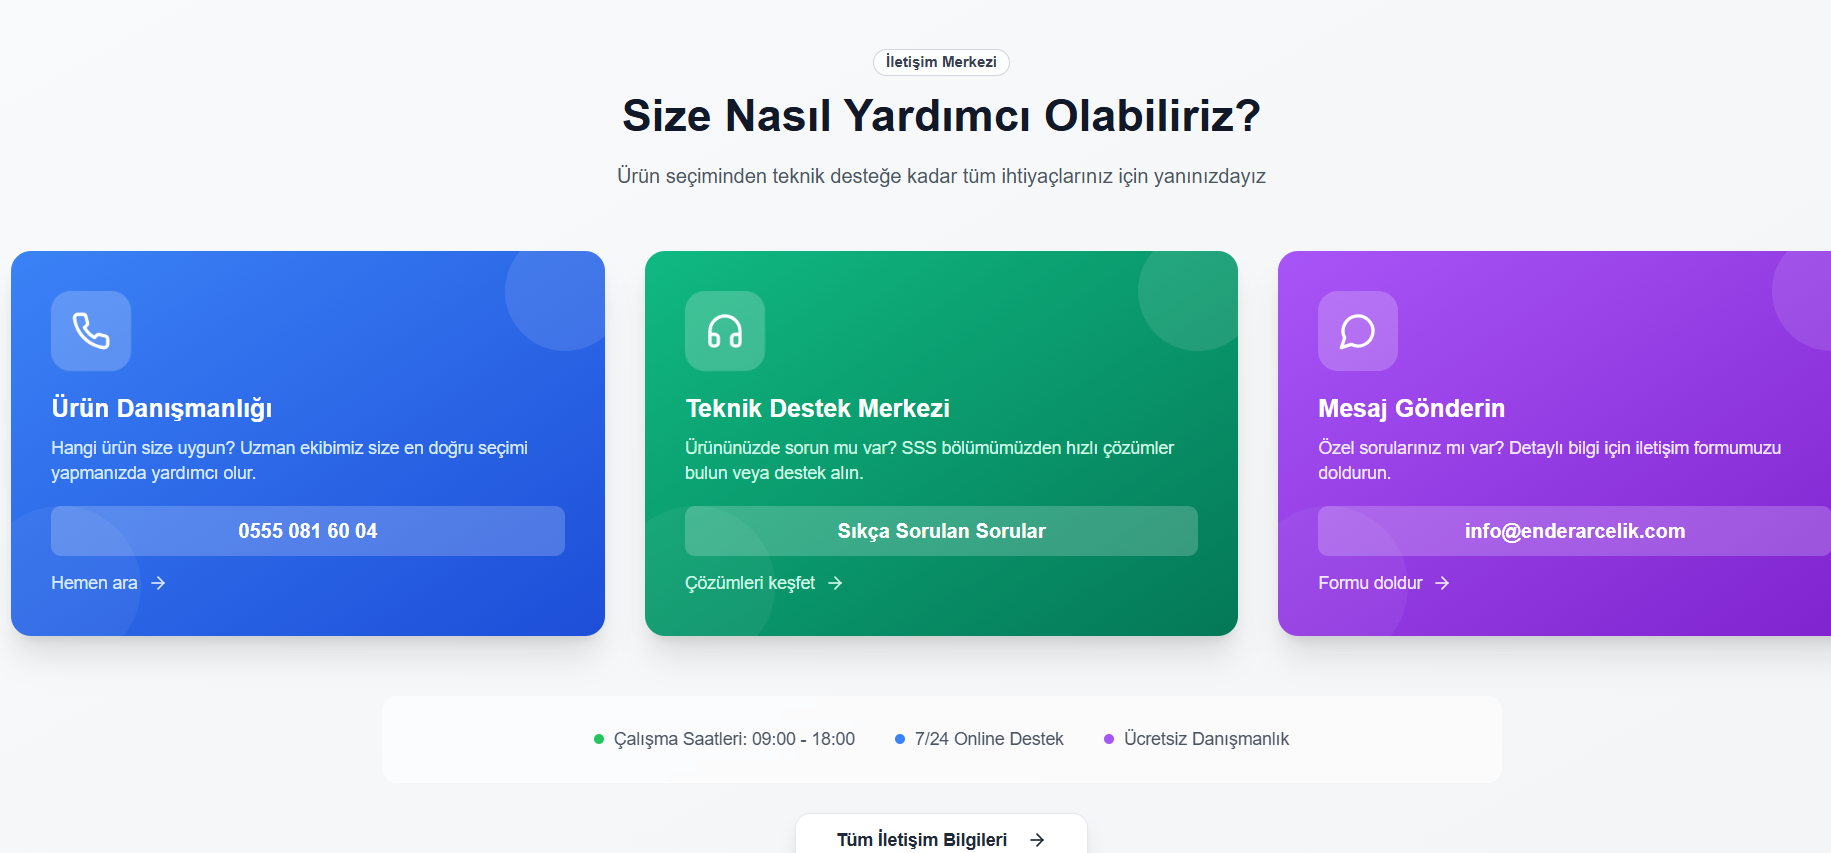 İletişim Merkezi
Size Nasıl Yardımcı Olabiliriz?
Ürün seçiminden teknik desteğe kadar tüm ihtiyaçlarınız için yanınızdayız
Ürün Danışmanlığı
Hangi ürün size uygun? Uzman ekibimiz size en doğru seçimi
yapmanızda yardımcı olur.
0555 081 60 04
Hemen ara
Teknik Destek Merkezi
Ürününüzde sorun mu var? SSS bölümümüzden hızlı çözümler
bulun veya destek alın.
Sıkça Sorulan Sorular
Çözümleri keşfet
Mesaj Gönderin
Özel sorularınız mı var? Detaylı bilgi için iletişim formumuzu
doldurun.
info@enderarcelik.com
Formu doldur
Çalışma Saatleri: 09:00 - 18:00
7/24 Online Destek
Ücretsiz Danışmanlık
Tüm İletişim Bilgileri